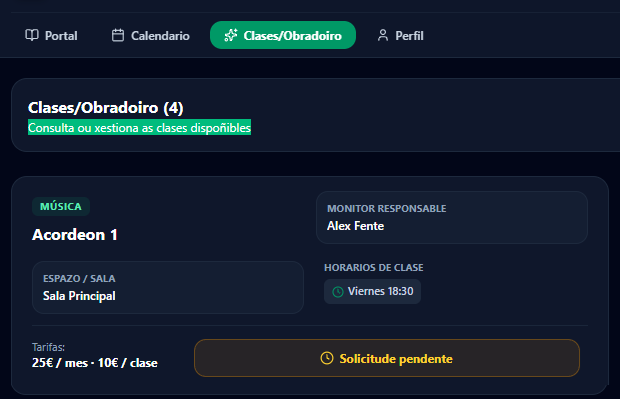 Portal
Calendario
Clases/Obradoiro
Perfil
Clases/Obradoiro (4)
Consulta ou xestiona as clases dispoñibles
MÚSICA
Acordeon 1
MONITOR RESPONSABLE
Alex Fente
ESPAZO / SALA
Sala Principal
HORARIOS DE CLASE
Viernes 18:30
Tarifas:
25€ / mes · 10€ / clase
Solicitude pendente